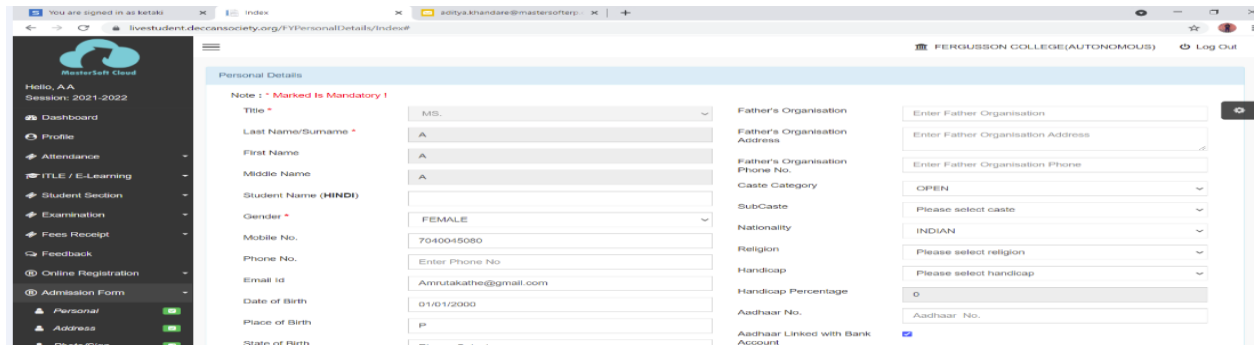 You are signed in as ketaki
Index
aditya.khandare@mastersofterp.
livestudent.deccansociety.org/FYPersonalDetails/Index#
MasterSoft Cloud
Hello, A A
Session: 2021-2022
Dashboard
Profile
Attendance
ITLE / E-Learning
Student Section
Examination
Fees Receipt
Feedback
Online Registration
Admission Form
Personal
Address
FERGUSSON COLLEGE(AUTONOMOUS)
Log Out
Personal Details
Note : * Marked Is Mandatory !
Title * MS.
Last Name/Surname * A
First Name A
Middle Name A
Student Name (HINDI)
Gender * FEMALE
Mobile No. 7040045080
Phone No. Enter Phone No
Email Id Amrutakathe@gmail.com
Date of Birth 01/01/2000
Place of Birth P
State of Birth
Father's Organisation Enter Father Organisation
Father's Organisation Enter Father Organisation Address
Address
Father's Organisation Enter Father Organisation Phone
Phone No.
Caste Category OPEN
SubCaste Please select caste
Nationality INDIAN
Religion Please select religion
Handicap Please select handicap
Handicap Percentage 0
Aadhaar No. Aadhaar No.
Aadhaar Linked with Bank
Account